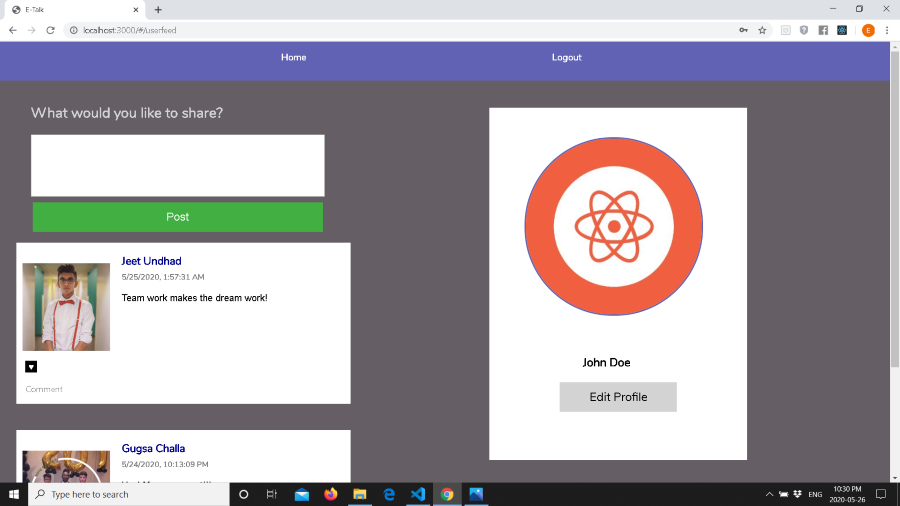 E-Talk
localhost:3000/#/userfeed
E
Home
Logout
What would you like to share?
Post
Jeet Undhad
5/25/2020, 1:57:31 AM
Team work makes the dream work!
Comment
Gugsa Challa
5/24/2020, 10:13:09 PM
John Doe
Edit Profile
Type here to search
ENG
10:30 PM
2020-05-26